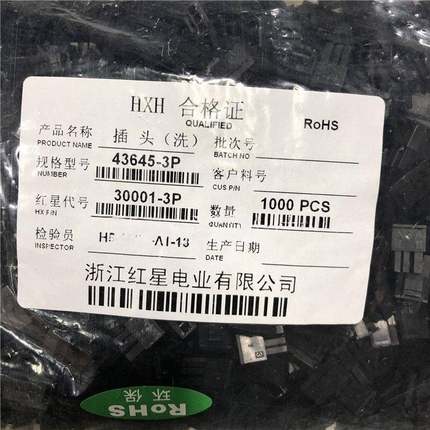 HXH 合格证
QUALIFIED
RoHS
产品名称 插头（洗） 批次号
PRODUCT NAME BATCH NO
规格型号 43645-3P 客户料号
NUMBER CUS.P/N
红星代号 30001-3P 数量 1000 PCS
HX P/N QUANTITY
检验员 生产日期
INSPECTOR DATE
浙江红星电业有限公司
环保
RoHS